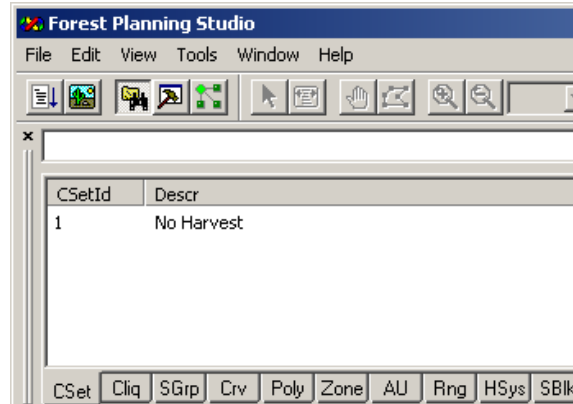 Forest Planning Studio
File Edit View Tools Window Help
×
CSetId Descr
1 No Harvest
CSet Cliq SGrp Crv Poly Zone AU Rng HSys SBlk